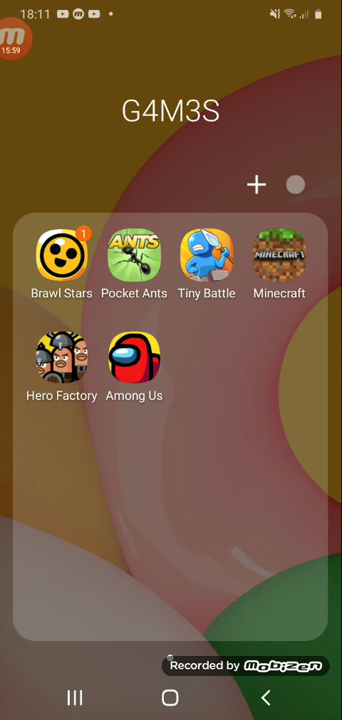 18:11
15:59
G4M3S
ANTS
MINECRAFT
1
Brawl Stars
Pocket Ants
Tiny Battle
Minecraft
Hero Factory
Among Us
Recorded by mobizen